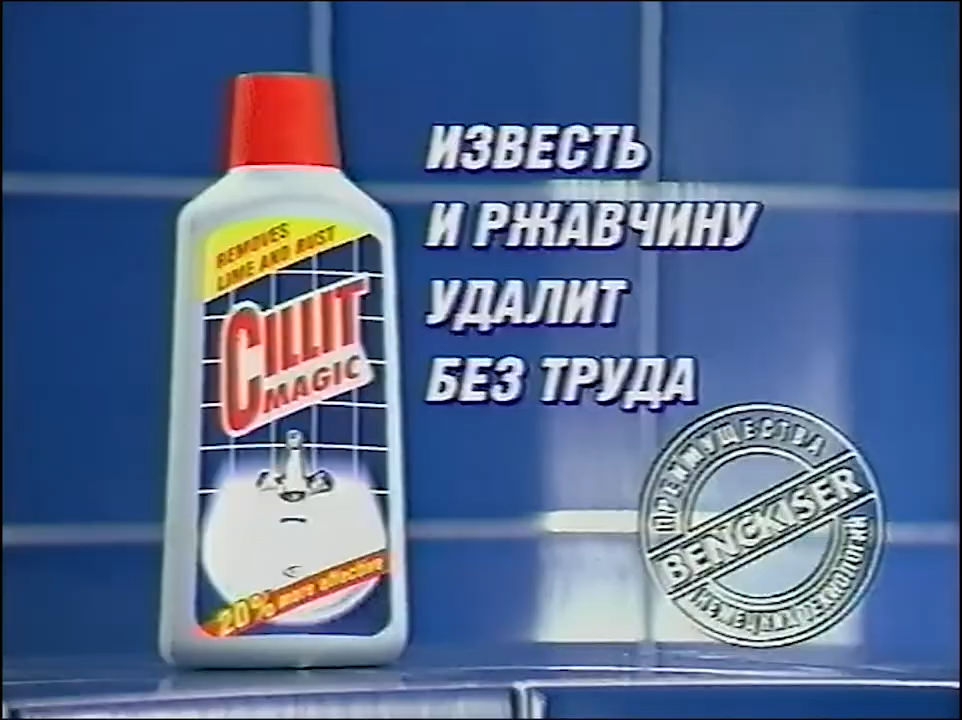 ИЗВЕСТЬ
И РЖАВЧИНУ
УДАЛИТ
БЕЗ ТРУДА
REMOVES
LIME AND RUST
CILLIT
MAGIC
20% more effective
ПРЕИМУЩЕСТВА
BENCKISER